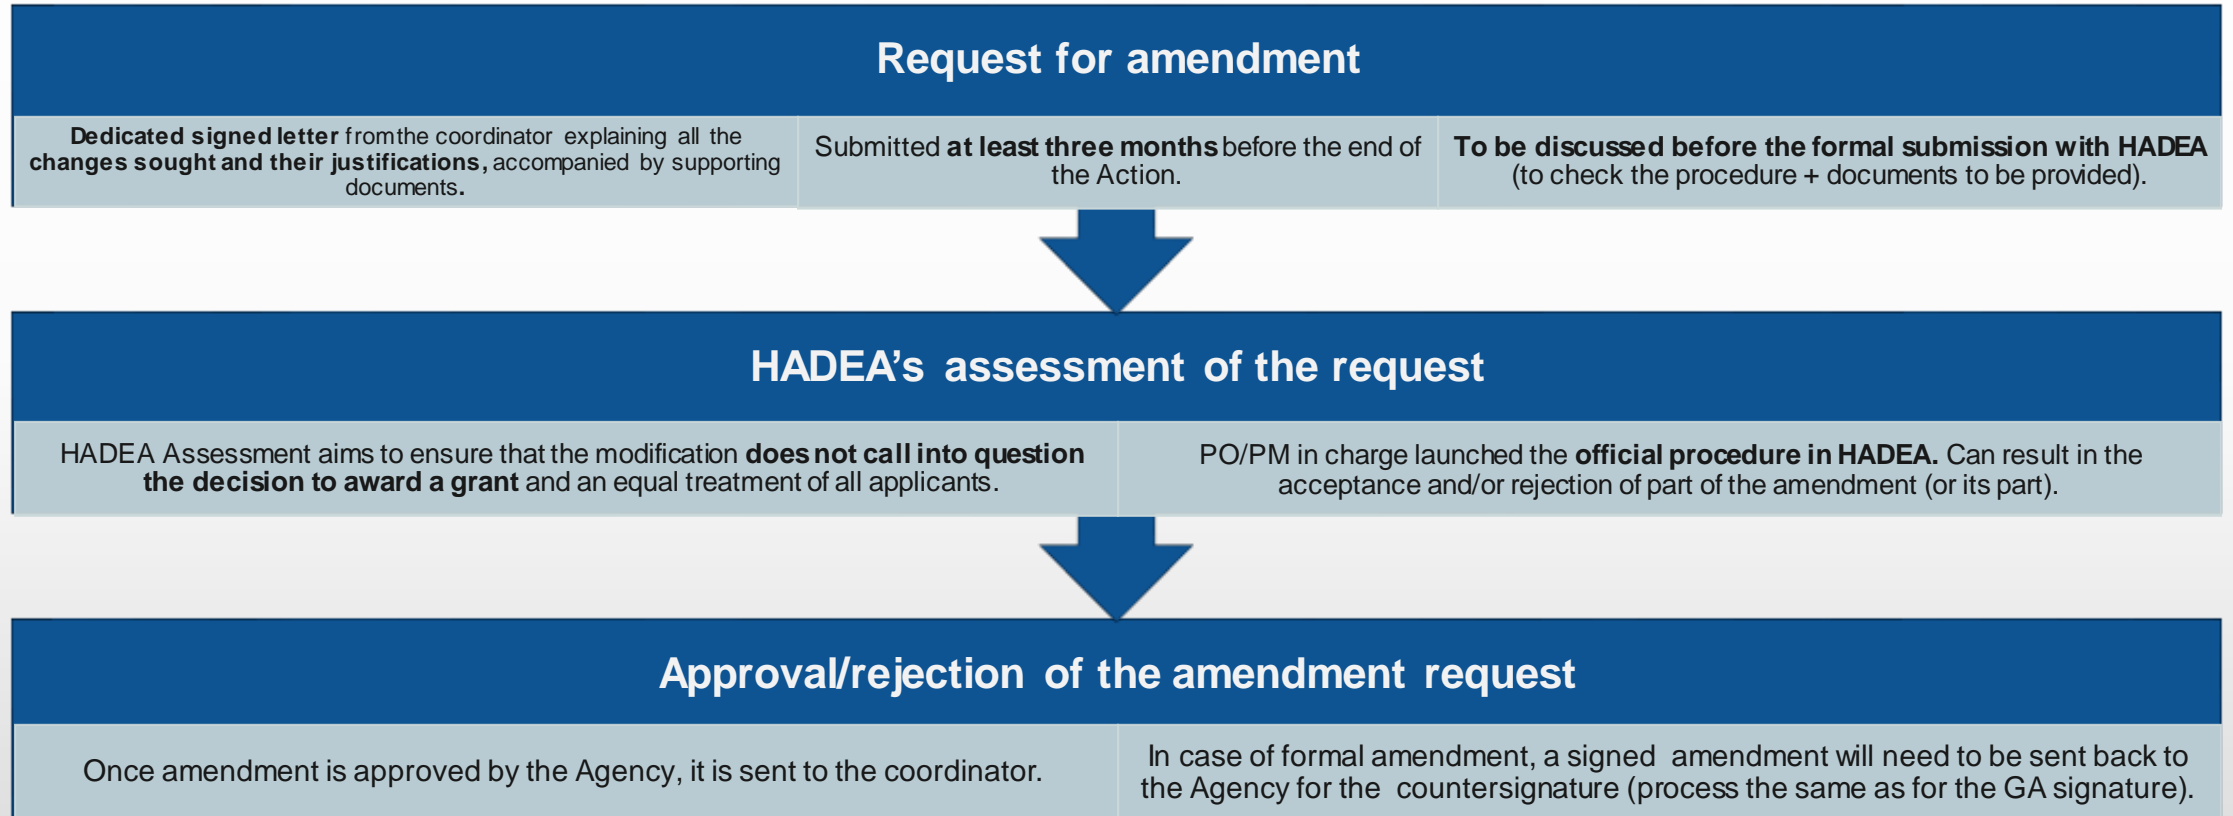 Request for amendment
Dedicated signed letter from the coordinator explaining all the
changes sought and their justifications, accompanied by supporting
documents.
Submitted at least three months before the end of
the Action.
To be discussed before the formal submission with HADEA
(to check the procedure + documents to be provided).
HADEA’s assessment of the request
HADEA Assessment aims to ensure that the modification does not call into question
the decision to award a grant and an equal treatment of all applicants.
PO/PM in charge launched the official procedure in HADEA. Can result in the
acceptance and/or rejection of part of the amendment (or its part).
Approval/rejection of the amendment request
Once amendment is approved by the Agency, it is sent to the coordinator.
In case of formal amendment, a signed amendment will need to be sent back to
the Agency for the countersignature (process the same as for the GA signature).